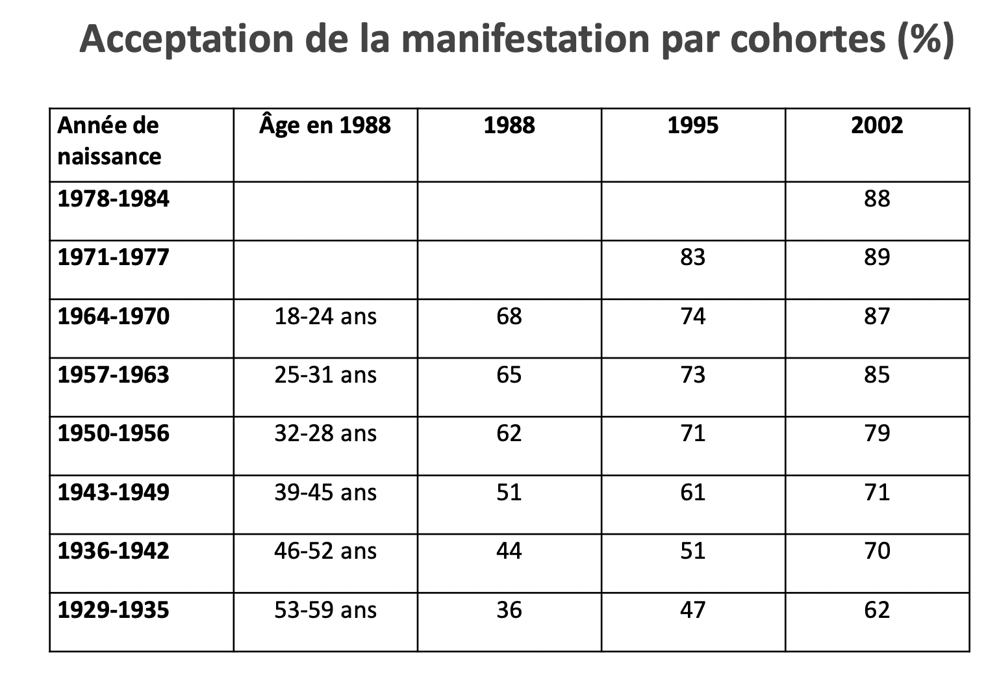 Acceptation de la manifestation par cohortes (%)
Année de naissance Âge en 1988 1988 1995 2002
1978-1984 88
1971-1977 83 89
1964-1970 18-24 ans 68 74 87
1957-1963 25-31 ans 65 73 85
1950-1956 32-28 ans 62 71 79
1943-1949 39-45 ans 51 61 71
1936-1942 46-52 ans 44 51 70
1929-1935 53-59 ans 36 47 62